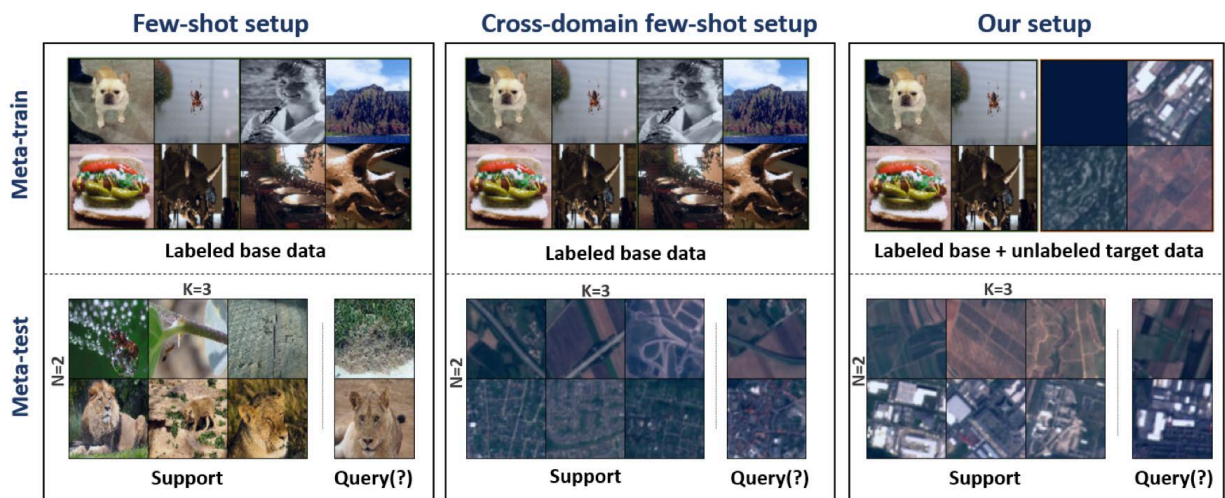 Few-shot setup
Cross-domain few-shot setup
Our setup
Meta-train
Labeled base data
Labeled base data
Labeled base + unlabeled target data
Meta-test
K=3
N=2
Support
Query(?)
K=3
N=2
Support
Query(?)
K=3
N=2
Support
Query(?)